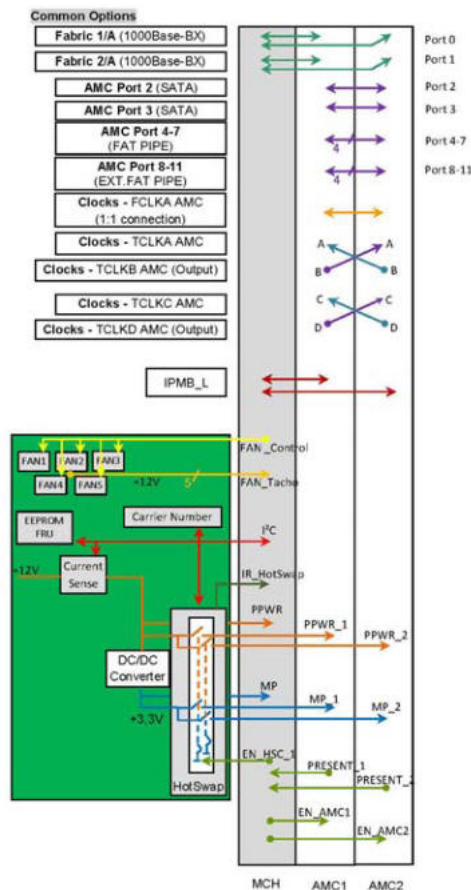 Common Options
Fabric 1/A (1000Base-BX)
Port 0
Fabric 2/A (1000Base-BX)
Port 1
AMC Port 2 (SATA)
Port 2
AMC Port 3 (SATA)
Port 3
AMC Port 4-7
(FAT PIPE)
4
Port 4-7
AMC Port 8-11
(EXT.FAT PIPE)
4
Port 8-11
Clocks - FCLKA AMC
(1:1 connection)
Clocks - TCLKA AMC
A
A
Clocks - TCLKB AMC (Output)
B
B
Clocks - TCLKC AMC
C
C
Clocks - TCLKD AMC (Output)
D
D
IPMB_L
FAN_Control
FAN1
FAN2
FAN3
FAN4
FAN5
+12V
5
FAN_Tacho
EEPROM
FRU
Carrier Number
I²C
+12V
Current
Sense
IR_HotSwap
PPWR
PPWR_1
PPWR_2
DC/DC
Converter
MP
MP_1
MP_2
+3,3V
EN_HSC_1
PRESENT_1
PRESENT_2
HotSwap
EN_AMC1
EN_AMC2
MCH
AMC1
AMC2